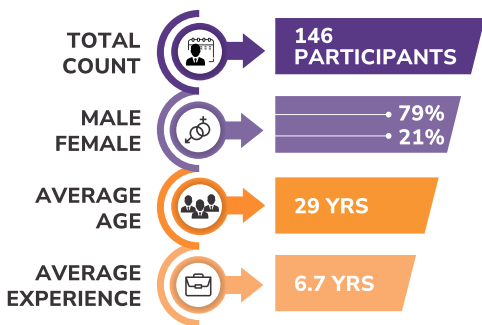 TOTAL
COUNT
146
PARTICIPANTS
MALE
FEMALE
79%
21%
AVERAGE
AGE
29 YRS
AVERAGE
EXPERIENCE
6.7 YRS